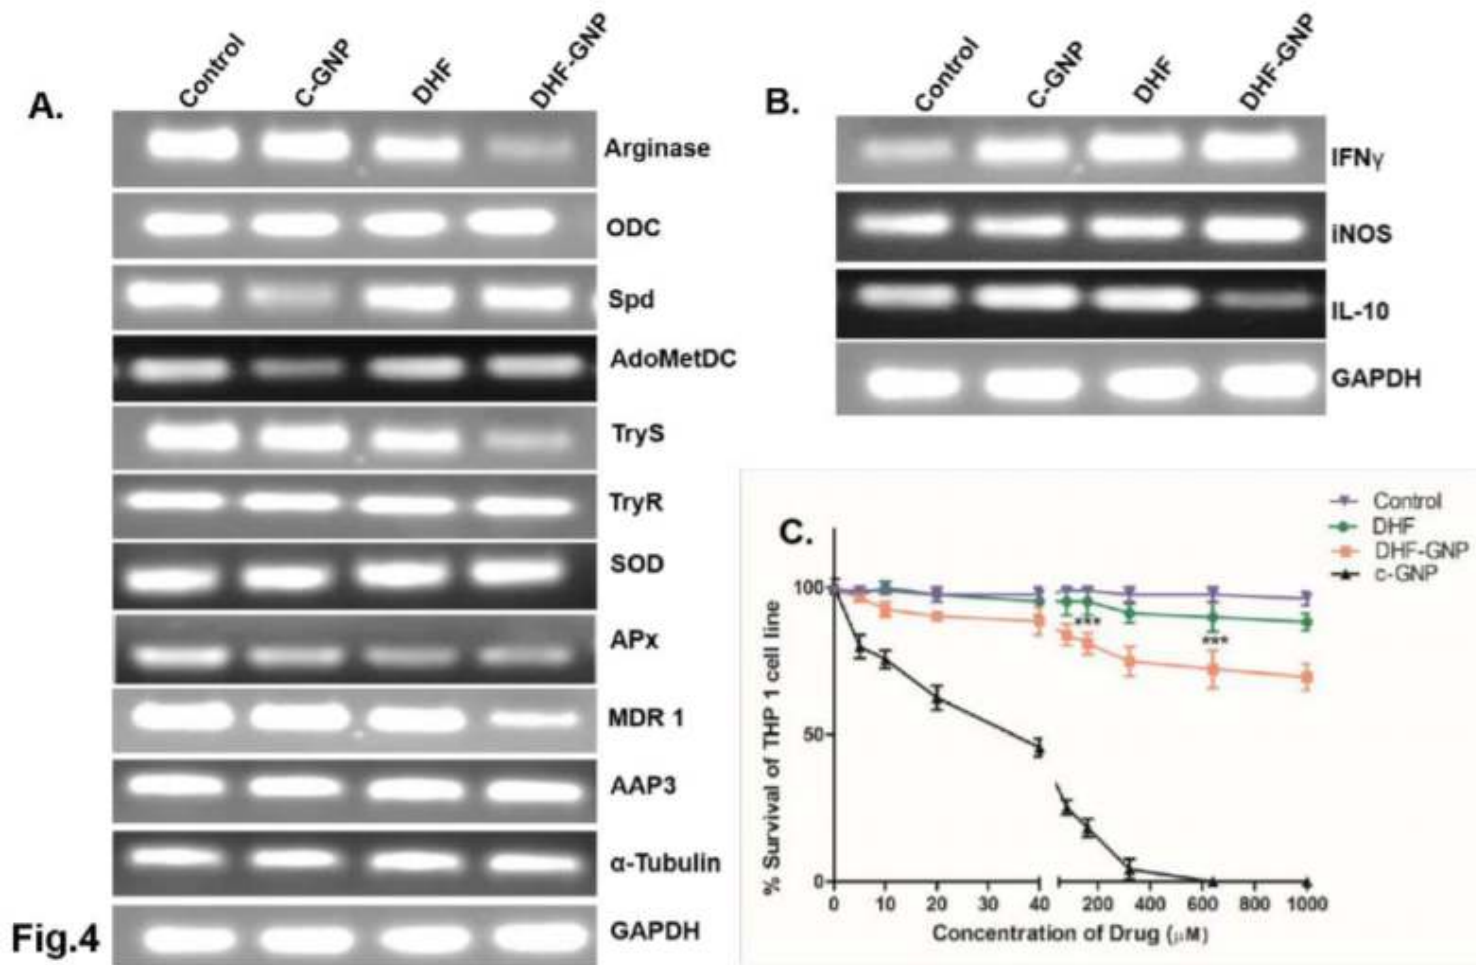 A.
Control C-GNP DHF DHF-GNP
Arginase
ODC
Spd
AdoMetDC
TryS
TryR
SOD
APx
MDR 1
AAP3
α-Tubulin
GAPDH
Fig.4
B.
Control C-GNP DHF DHF-GNP
IFNγ
iNOS
IL-10
GAPDH
C.
Control
DHF
DHF-GNP
c-GNP
% Survival of THP 1 cell line
100
50
0
*** ***
0 10 20 30 40 200 400 600 800 1000
Concentration of Drug (μM)